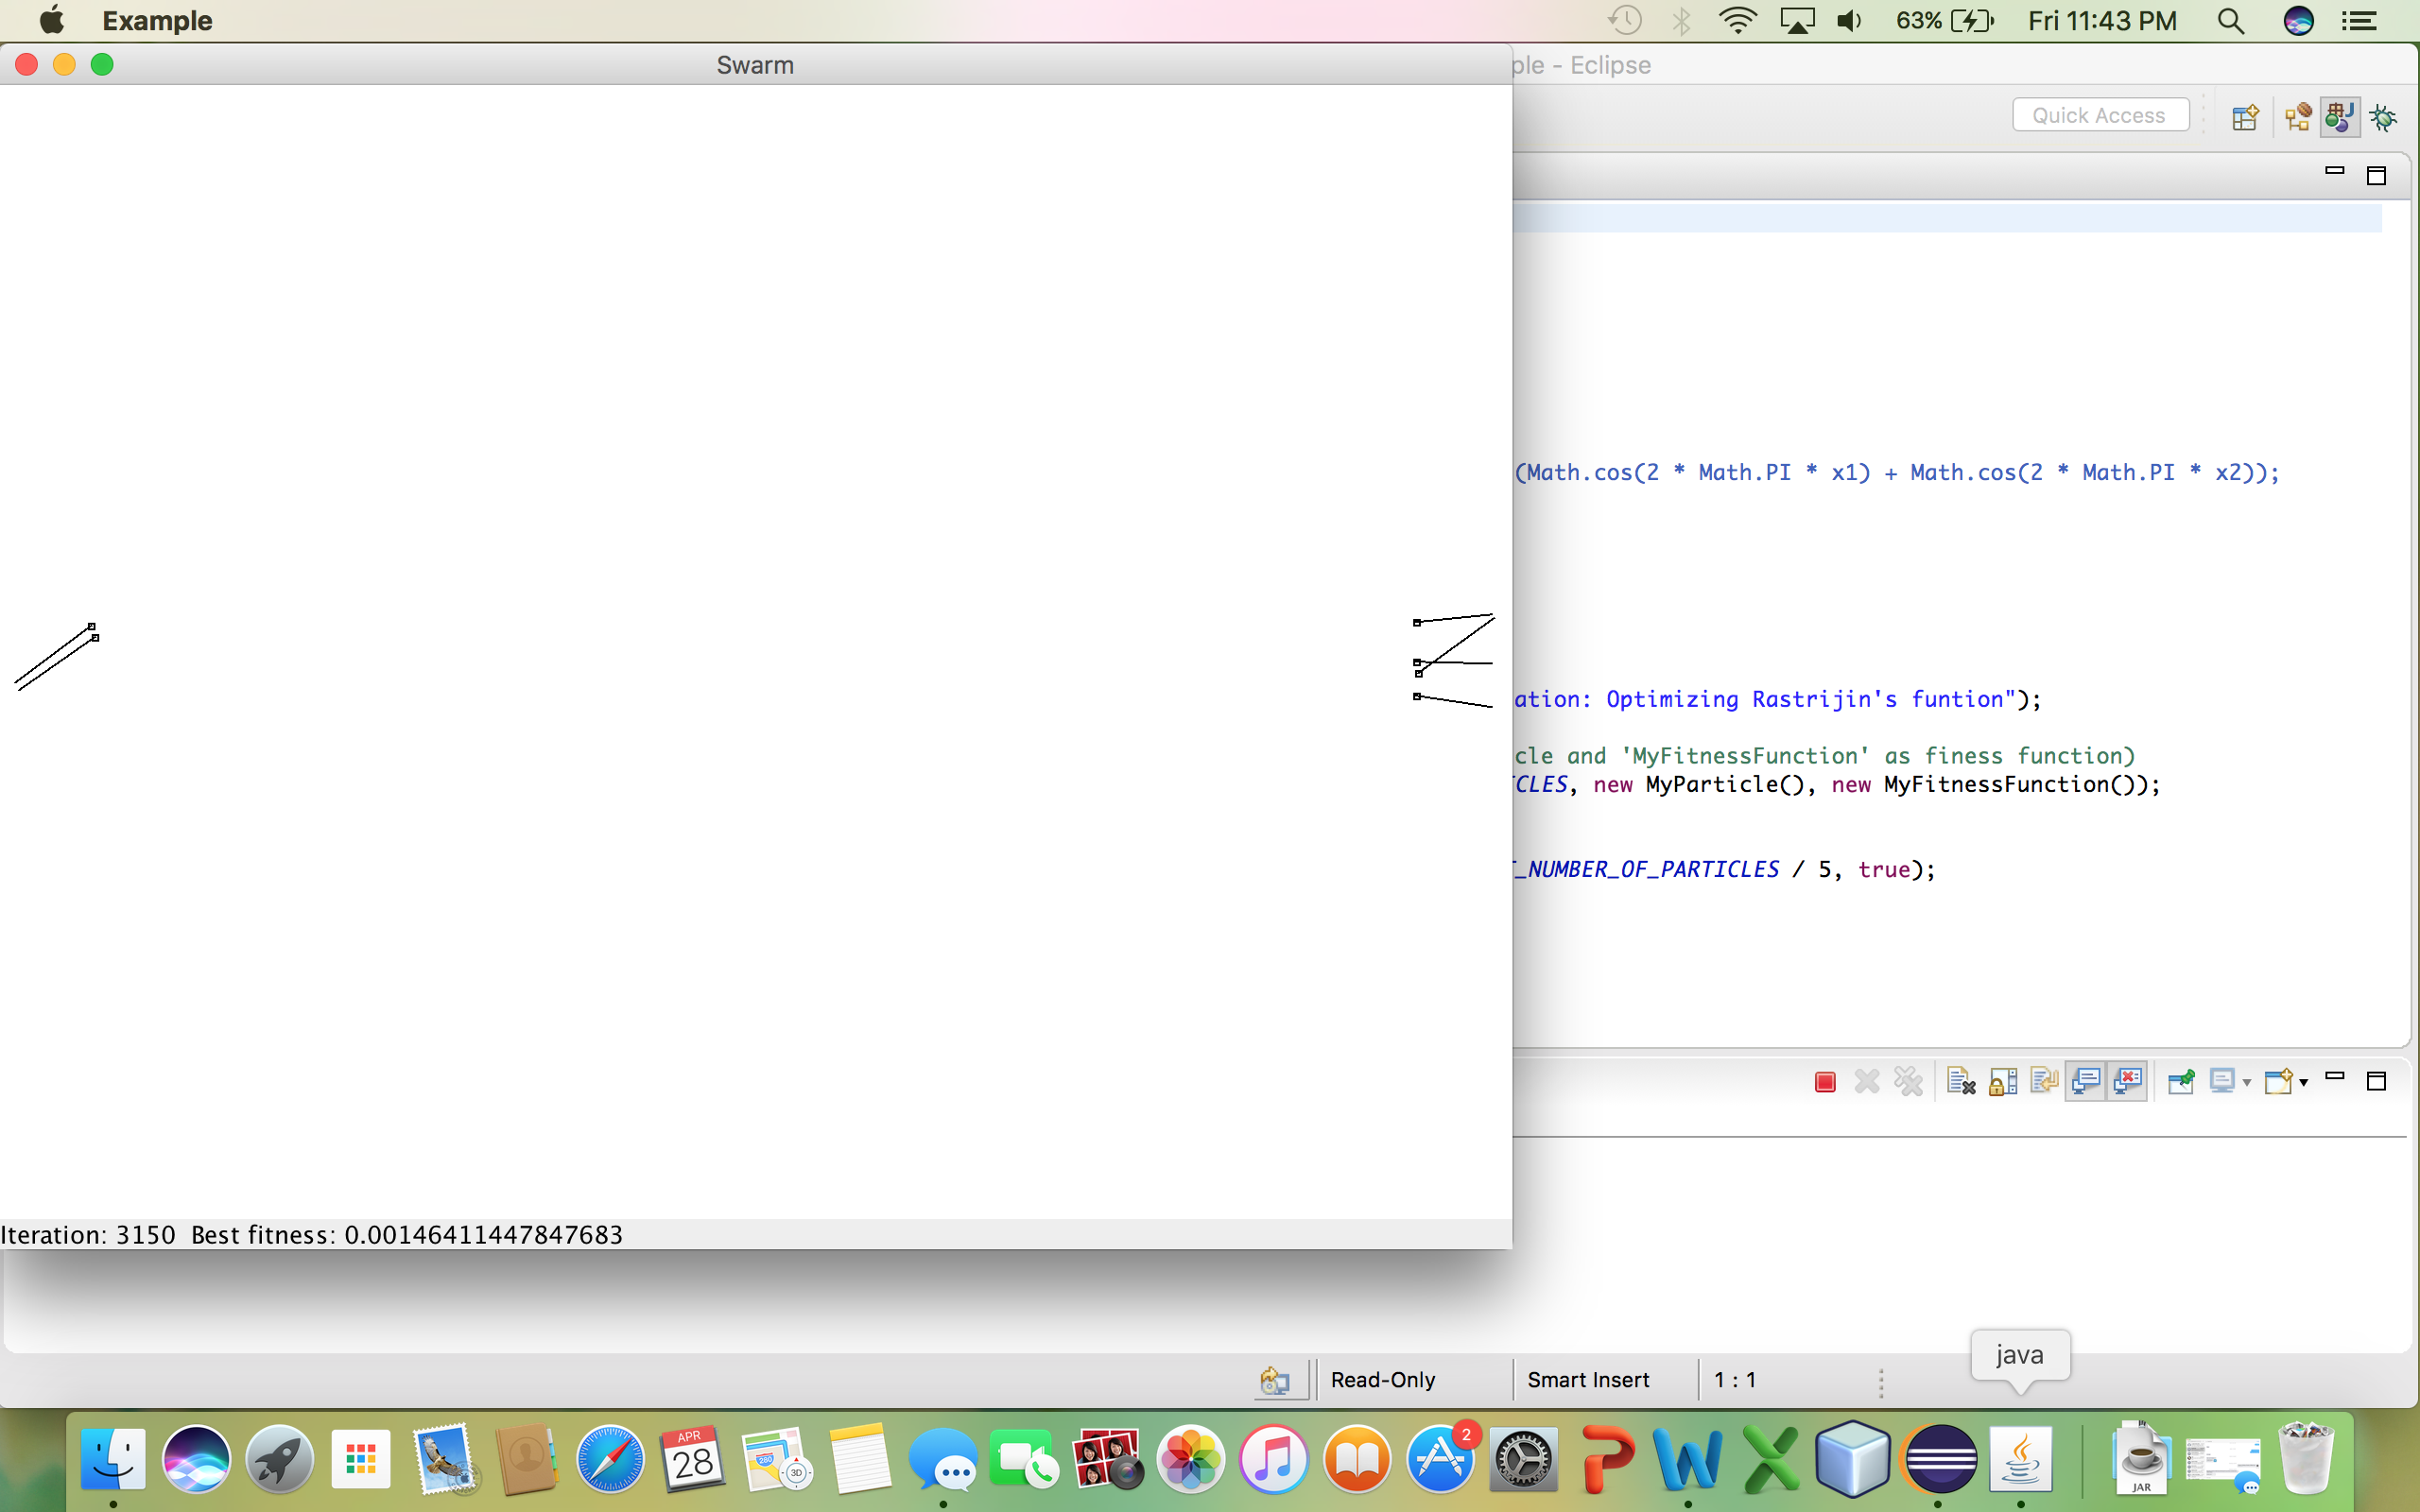 Example
63%
Fri 11:43 PM
Swarm
ple - Eclipse
Quick Access
(Math.cos(2 * Math.PI * x1) + Math.cos(2 * Math.PI * x2));
ation: Optimizing Rastrijin's funtion");
cle and 'MyFitnessFunction' as finess function)
CLES, new MyParticle(), new MyFitnessFunction());
_NUMBER_OF_PARTICLES / 5, true);
Iteration: 3150 Best fitness: 0.00146411447847683
java
Read-Only
Smart Insert
1 : 1
APR
28
280
3D
2
JAR